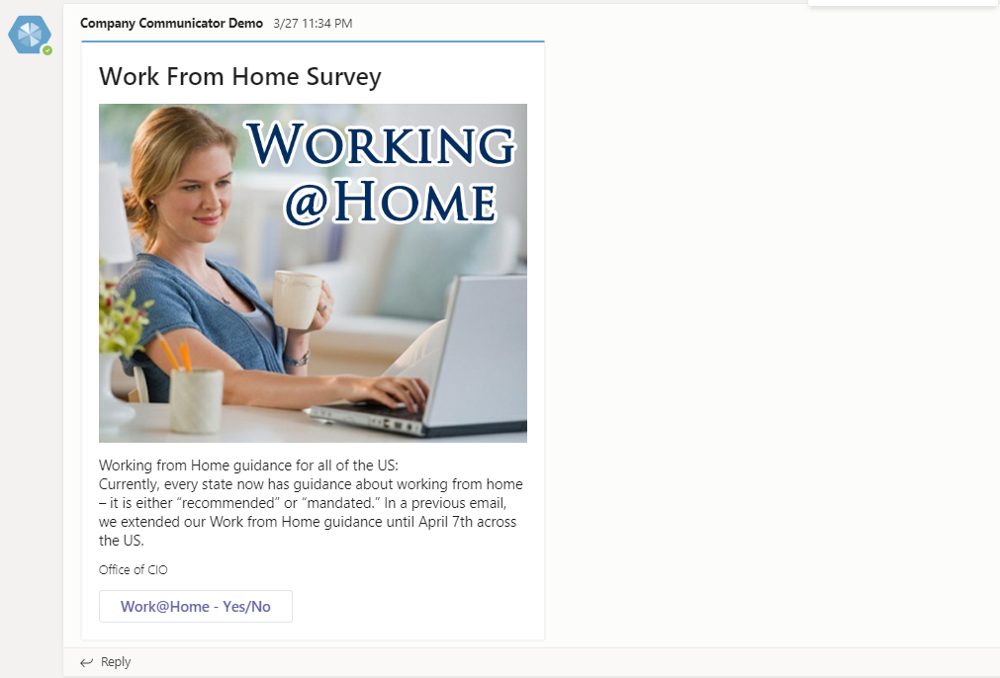 Company Communicator Demo 3/27 11:34 PM
Work From Home Survey
WORKING
@HOME
Working from Home guidance for all of the US:
Currently, every state now has guidance about working from home
– it is either “recommended” or “mandated.” In a previous email,
we extended our Work from Home guidance until April 7th across
the US.
Office of CIO
Work@Home - Yes/No
Reply